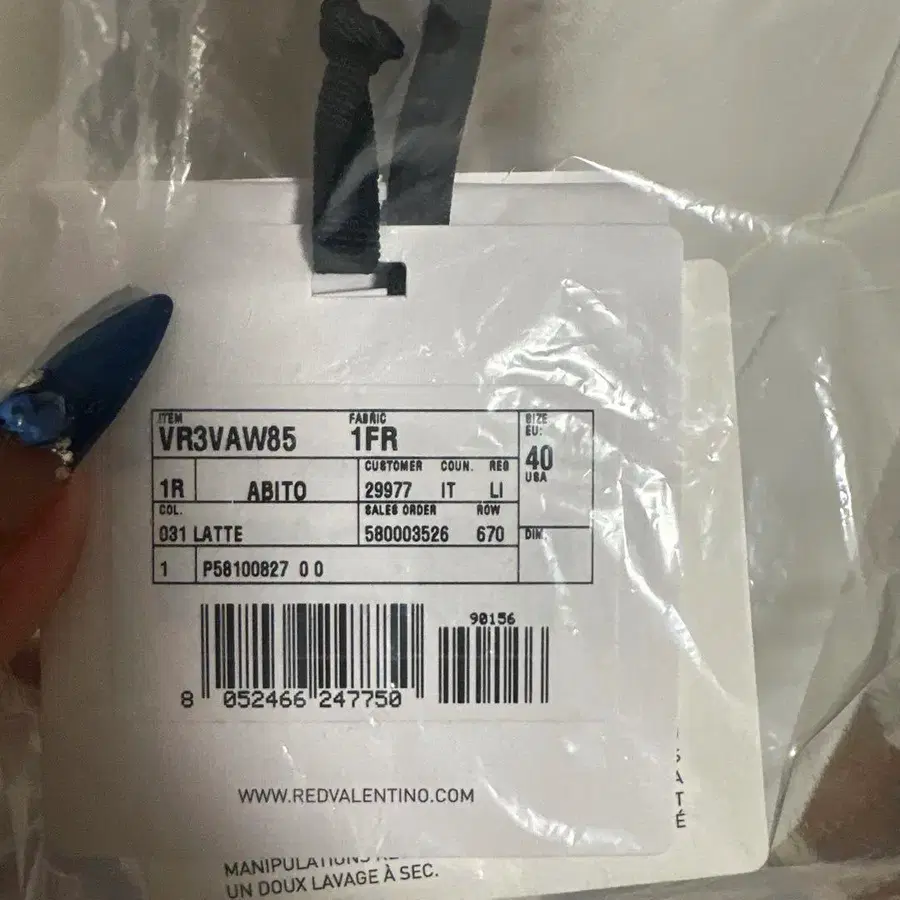 ITEM FABRIC SIZE
VR3VAW85 1FR EU:
40
USA
CUSTOMER COUN. REG
1R ABITO 29977 IT LI
COL. SALES ORDER ROW
031 LATTE 580003526 670
DIM.
1 P58100827 0 0
90156
8 052466 247750
WWW.REDVALENTINO.COM
MANIPULATIONS
UN DOUX LAVAGE À SEC.
S
A
TÉ